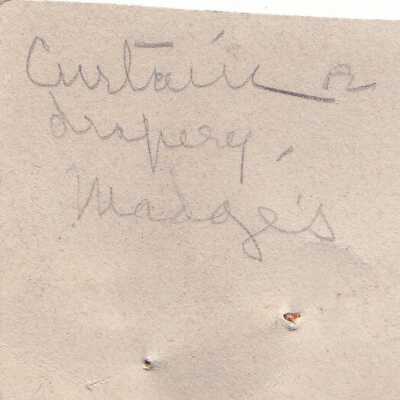 Curtain &
drapery,
Madge's